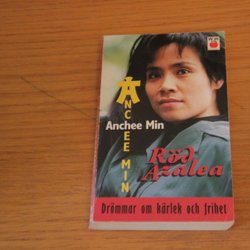 ANCHEE MIN
Anchee Min
Röd
Azalea
Drömmar om kärlek och frihet